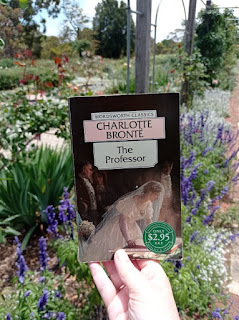 WORDSWORTH CLASSICS
CHARLOTTE
BRONTË
The
Professor
ONLY
$2.95